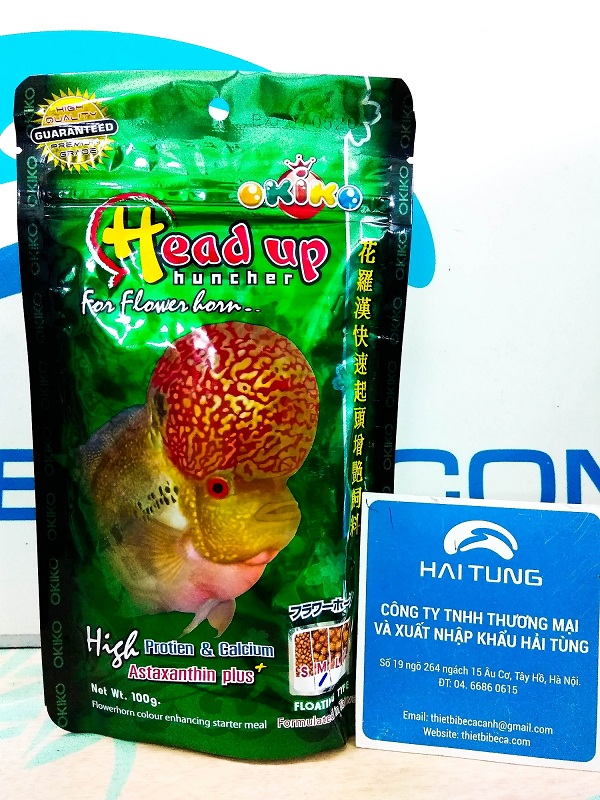 HIGH QUALITY
GUARANTEED
PREMIUM GRADE
OKIKO
Head up
huncher
For Flower horn..
花羅漢快速起頭增艷飼料
High Protien & Calcium
Astaxanthin plus+
Net Wt. 100g.
Flowerhorn colour enhancing starter meal
フラワーホー
S M L
FLOATING TYPE
Formulated
HAI TUNG
CÔNG TY TNHH THƯƠNG MẠI
VÀ XUẤT NHẬP KHẨU HẢI TÙNG
Số 19 ngõ 264 ngách 15 Âu Cơ, Tây Hồ, Hà Nội.
ĐT: 04. 6686 0615
Email: thietbibecacanh@gmail.com
Website: thietbibeca.com